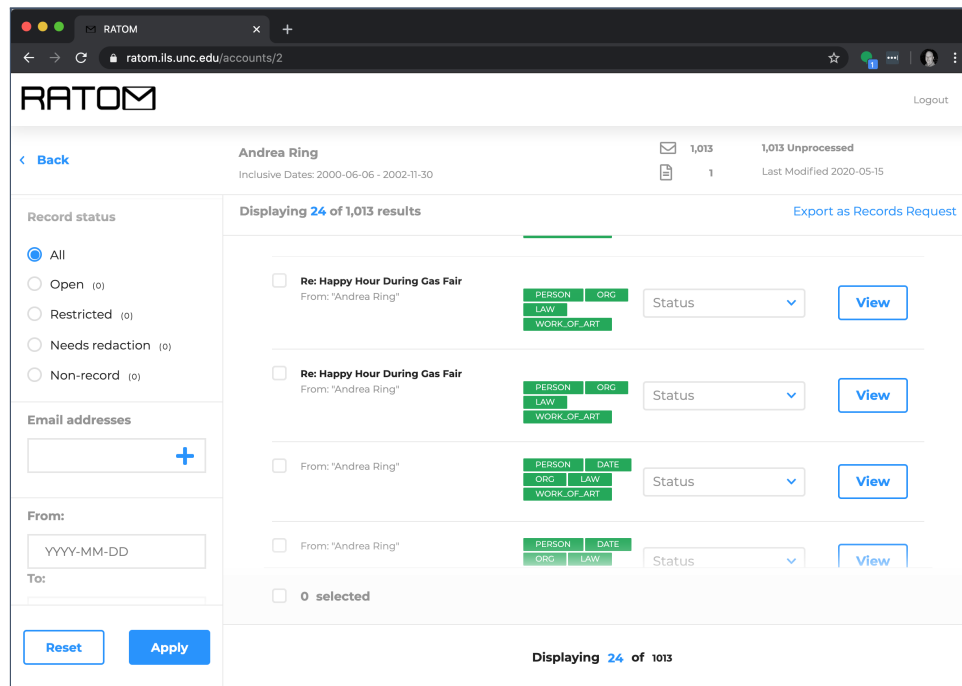 RATOM
ratom.ils.unc.edu/accounts/2
1
RATOM
Logout
Back
Andrea Ring
Inclusive Dates: 2000-06-06 - 2002-11-30
1,013
1
1,013 Unprocessed
Last Modified 2020-05-15
Record status
All
Open (0)
Restricted (0)
Needs redaction (0)
Non-record (0)
Email addresses
From:
YYYY-MM-DD
To:
Reset
Apply
Displaying 24 of 1,013 results
Export as Records Request
Re: Happy Hour During Gas Fair
From: "Andrea Ring"
PERSON ORG
LAW
WORK_OF_ART
Status
View
Re: Happy Hour During Gas Fair
From: "Andrea Ring"
PERSON ORG
LAW
WORK_OF_ART
Status
View
From: "Andrea Ring"
PERSON DATE
ORG LAW
WORK_OF_ART
Status
View
From: "Andrea Ring"
PERSON DATE
ORG LAW
Status
View
0 selected
Displaying 24 of 1013